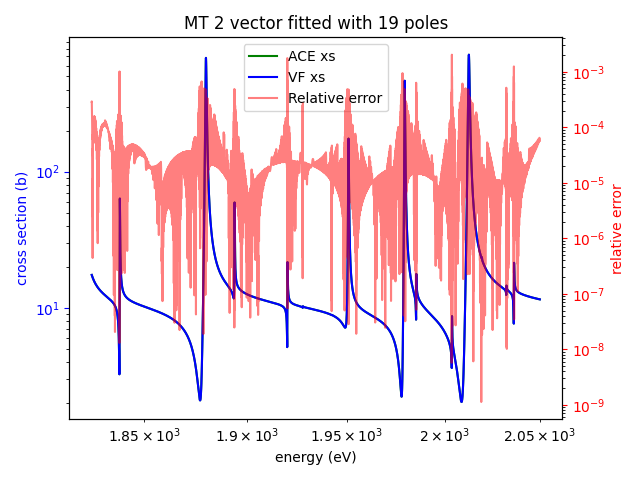 MT 2 vector fitted with 19 poles
ACE xs
VF xs
Relative error
cross section (b)
10²
10¹
relative error
10⁻³
10⁻⁴
10⁻⁵
10⁻⁶
10⁻⁷
10⁻⁸
10⁻⁹
1.85 × 10³
1.9 × 10³
1.95 × 10³
2 × 10³
2.05 × 10³
energy (eV)